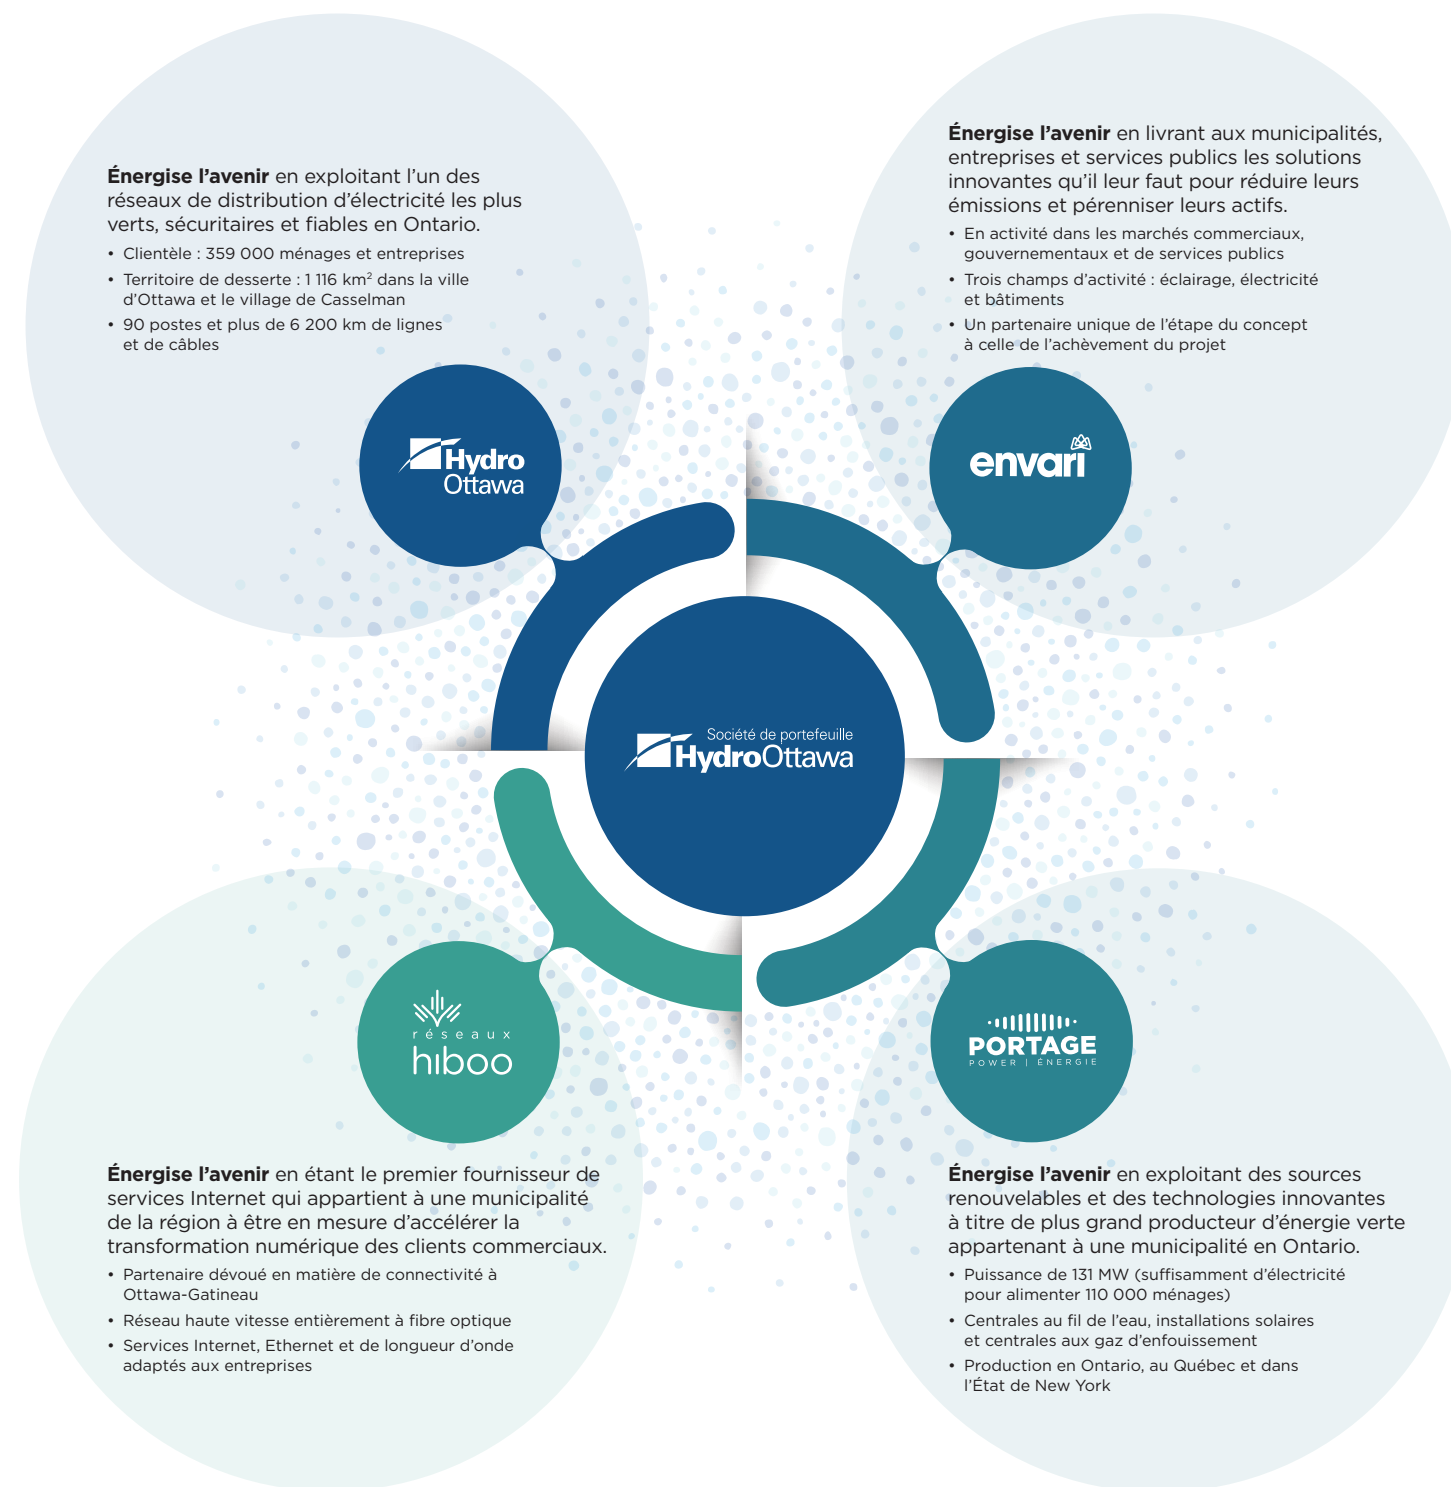 Énergise l’avenir en exploitant l’un des
réseaux de distribution d’électricité les plus
verts, sécuritaires et fiables en Ontario.
• Clientèle : 359 000 ménages et entreprises
• Territoire de desserte : 1 116 km² dans la ville
d’Ottawa et le village de Casselman
• 90 postes et plus de 6 200 km de lignes
et de câbles
Hydro
Ottawa
Énergise l’avenir en livrant aux municipalités,
entreprises et services publics les solutions
innovantes qu’il leur faut pour réduire leurs
émissions et pérenniser leurs actifs.
• En activité dans les marchés commerciaux,
gouvernementaux et de services publics
• Trois champs d’activité : éclairage, électricité
et bâtiments
• Un partenaire unique de l’étape du concept
à celle de l’achèvement du projet
envari
Société de portefeuille
HydroOttawa
réseaux
hiboo
Énergise l’avenir en étant le premier fournisseur de
services Internet qui appartient à une municipalité
de la région à être en mesure d’accélérer la
transformation numérique des clients commerciaux.
• Partenaire dévoué en matière de connectivité à
Ottawa-Gatineau
• Réseau haute vitesse entièrement à fibre optique
• Services Internet, Ethernet et de longueur d’onde
adaptés aux entreprises
PORTAGE
POWER | ÉNERGIE
Énergise l’avenir en exploitant des sources
renouvelables et des technologies innovantes
à titre de plus grand producteur d’énergie verte
appartenant à une municipalité en Ontario.
• Puissance de 131 MW (suffisamment d’électricité
pour alimenter 110 000 ménages)
• Centrales au fil de l’eau, installations solaires
et centrales aux gaz d’enfouissement
• Production en Ontario, au Québec et dans
l’État de New York